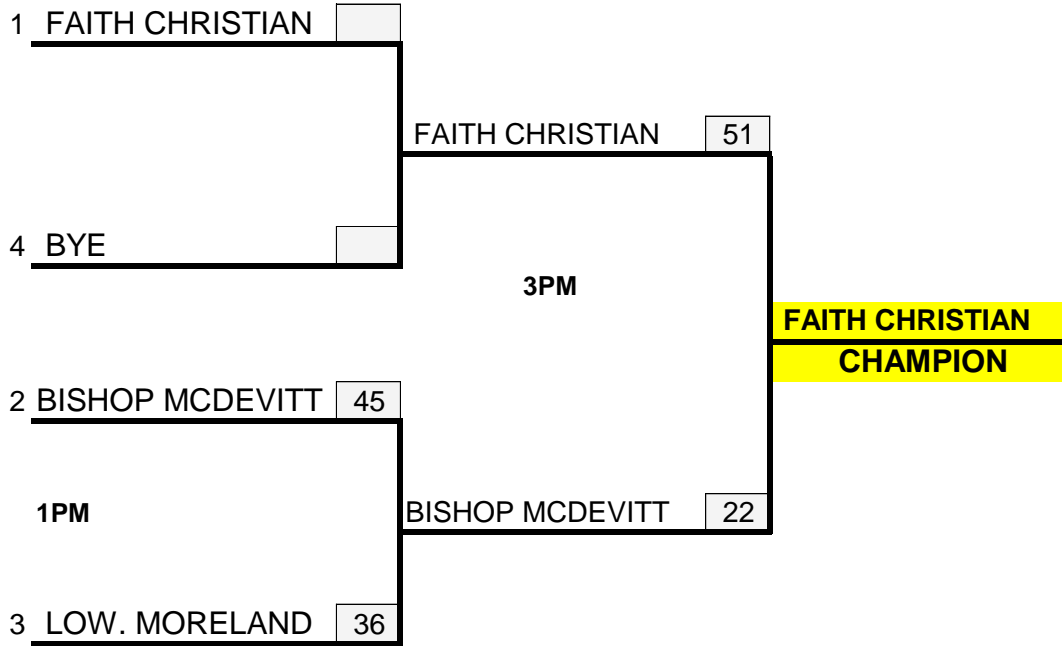 1 FAITH CHRISTIAN
FAITH CHRISTIAN 51
4 BYE
3PM
FAITH CHRISTIAN
CHAMPION
2 BISHOP MCDEVITT 45
1PM
BISHOP MCDEVITT 22
3 LOW. MORELAND 36